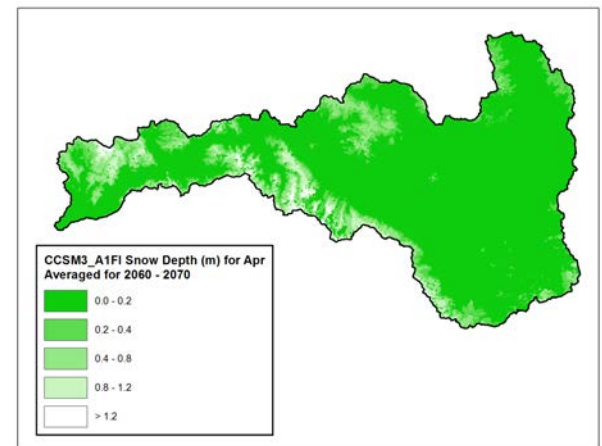 CCSM3_A1FI Snow Depth (m) for Apr
Averaged for 2060 - 2070
0.0 - 0.2
0.2 - 0.4
0.4 - 0.8
0.8 - 1.2
> 1.2